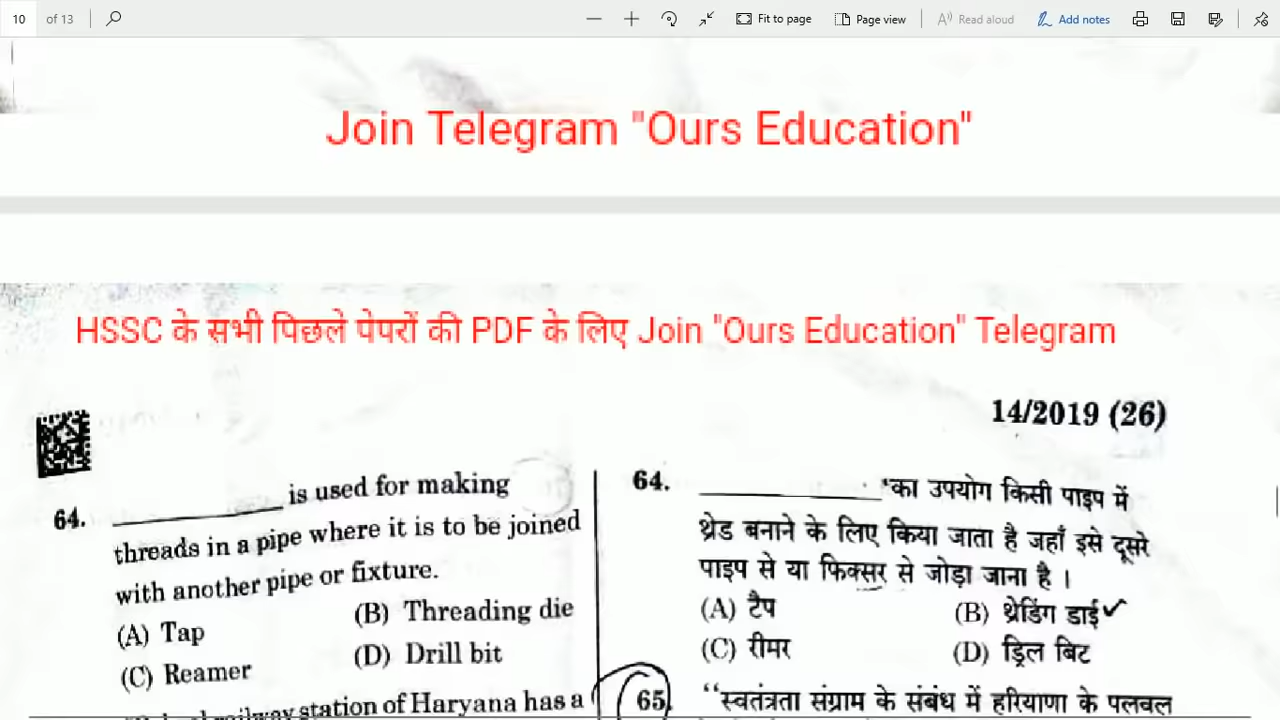 10 of 13 Fit to page Page view Read aloud Add notes
Join Telegram "Ours Education"
HSSC के सभी पिछले पेपरों की PDF के लिए Join "Ours Education" Telegram
14/2019 (26)
64. __________ is used for making
threads in a pipe where it is to be joined
with another pipe or fixture.
(A) Tap (B) Threading die
(C) Reamer (D) Drill bit
railway station of Haryana has a
64. __________ का उपयोग किसी पाइप में
थ्रेड बनाने के लिए किया जाता है जहाँ इसे दूसरे
पाइप से या फिक्सर से जोड़ा जाना है ।
(A) टैप (B) थ्रेडिंग डाई
(C) रीमर (D) ड्रिल बिट
65. “स्वतंत्रता संग्राम के संबंध में हरियाणा के पलवल